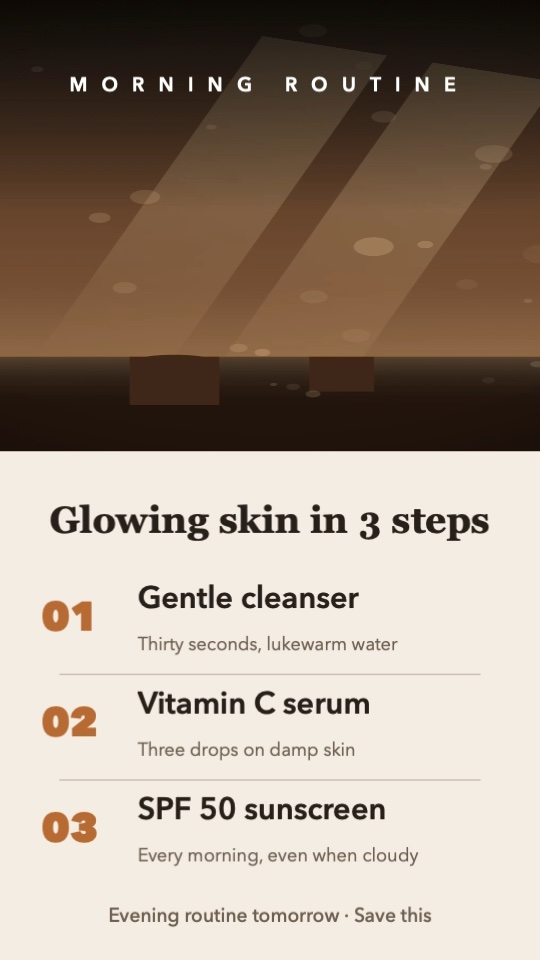 MORNING ROUTINE
Glowing skin in 3 steps
01
Gentle cleanser
Thirty seconds, lukewarm water
02
Vitamin C serum
Three drops on damp skin
03
SPF 50 sunscreen
Every morning, even when cloudy
Evening routine tomorrow · Save this